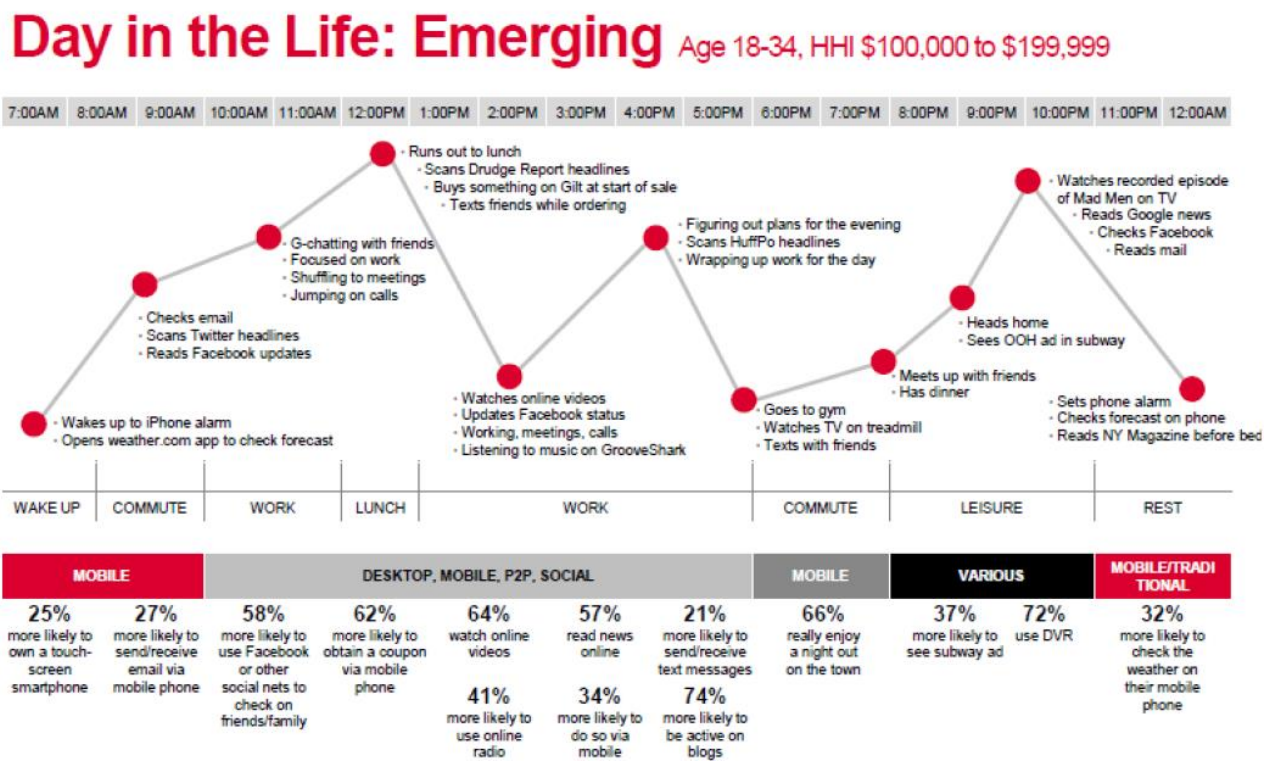 Day in the Life: Emerging Age 18-34, HHI $100,000 to $199,999
7:00AM 8:00AM 9:00AM 10:00AM 11:00AM 12:00PM 1:00PM 2:00PM 3:00PM 4:00PM 5:00PM 6:00PM 7:00PM 8:00PM 9:00PM 10:00PM 11:00PM 12:00AM
· Wakes up to iPhone alarm
· Opens weather.com app to check forecast
· Checks email
· Scans Twitter headlines
· Reads Facebook updates
· G-chatting with friends
· Focused on work
· Shuffling to meetings
· Jumping on calls
· Runs out to lunch
· Scans Drudge Report headlines
· Buys something on Gilt at start of sale
· Texts friends while ordering
· Watches online videos
· Updates Facebook status
· Working, meetings, calls
· Listening to music on GrooveShark
· Figuring out plans for the evening
· Scans HuffPo headlines
· Wrapping up work for the day
· Goes to gym
· Watches TV on treadmill
· Texts with friends
· Meets up with friends
· Has dinner
· Heads home
· Sees OOH ad in subway
· Watches recorded episode
of Mad Men on TV
· Reads Google news
· Checks Facebook
· Reads mail
· Sets phone alarm
· Checks forecast on phone
· Reads NY Magazine before bed
WAKE UP COMMUTE WORK LUNCH WORK COMMUTE LEISURE REST
MOBILE
DESKTOP, MOBILE, P2P, SOCIAL
MOBILE
VARIOUS
MOBILE/TRADI
TIONAL
25%
more likely to
own a touch-
screen
smartphone
27%
more likely to
send/receive
email via
mobile phone
58%
more likely to
use Facebook
or other
social nets to
check on
friends/family
62%
more likely to
obtain a coupon
via mobile
phone
64%
watch online
videos
41%
more likely to
use online
radio
57%
read news
online
34%
more likely to
do so via
mobile
21%
more likely to
send/receive
text messages
74%
more likely to
be active on
blogs
66%
really enjoy
a night out
on the town
37%
more likely to
see subway ad
72%
use DVR
32%
more likely to
check the
weather on
their mobile
phone